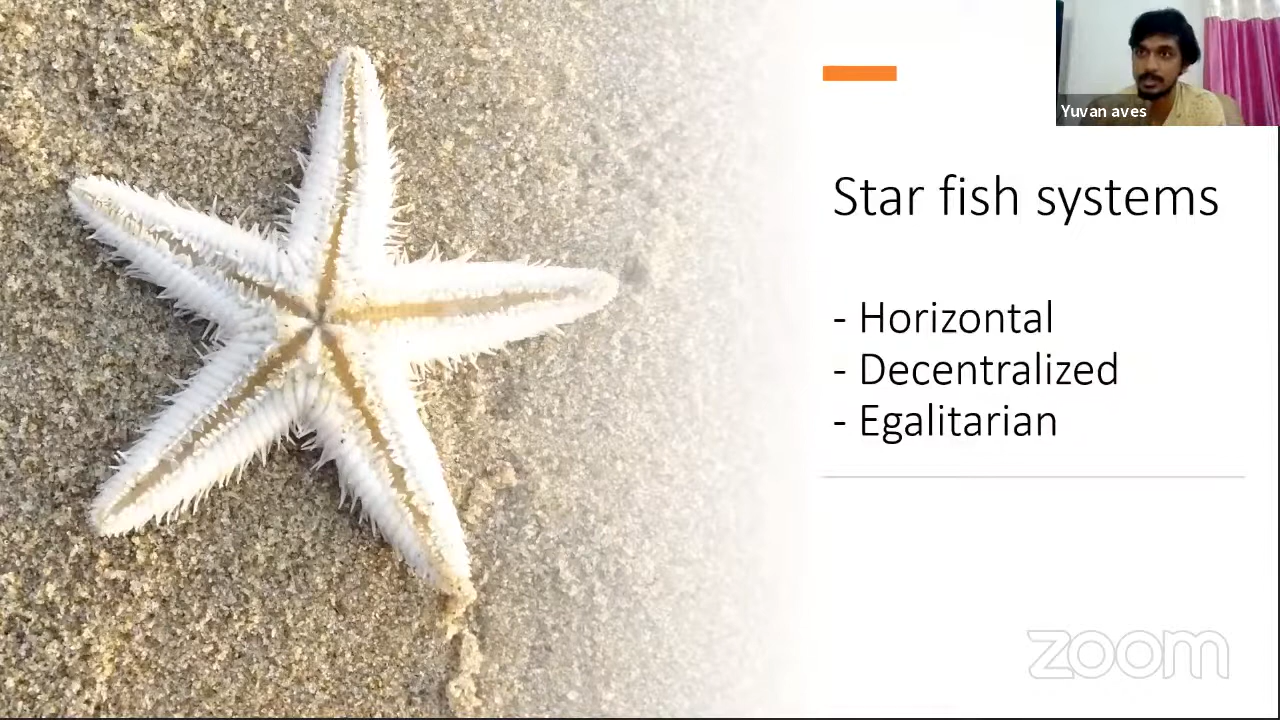 Yuvan aves
Star fish systems
- Horizontal
- Decentralized
- Egalitarian
zoom